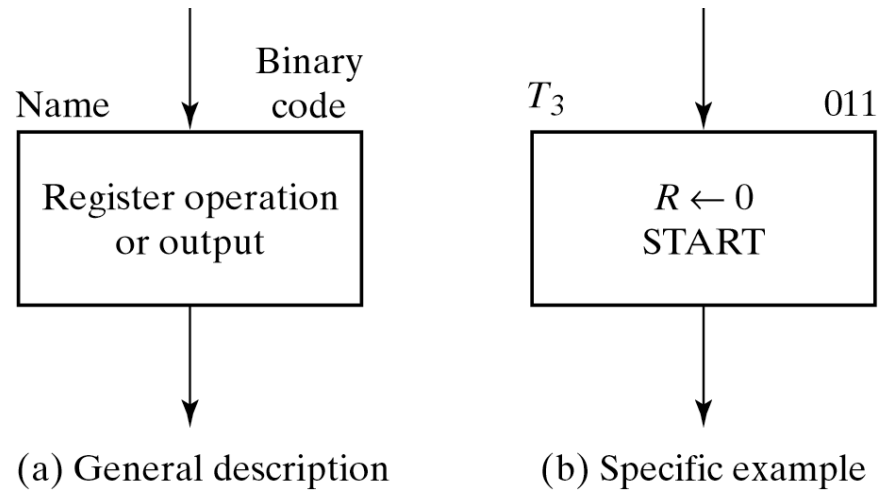 Name
Binary
code
Register operation
or output
(a) General description
T3
011
R ← 0
START
(b) Specific example